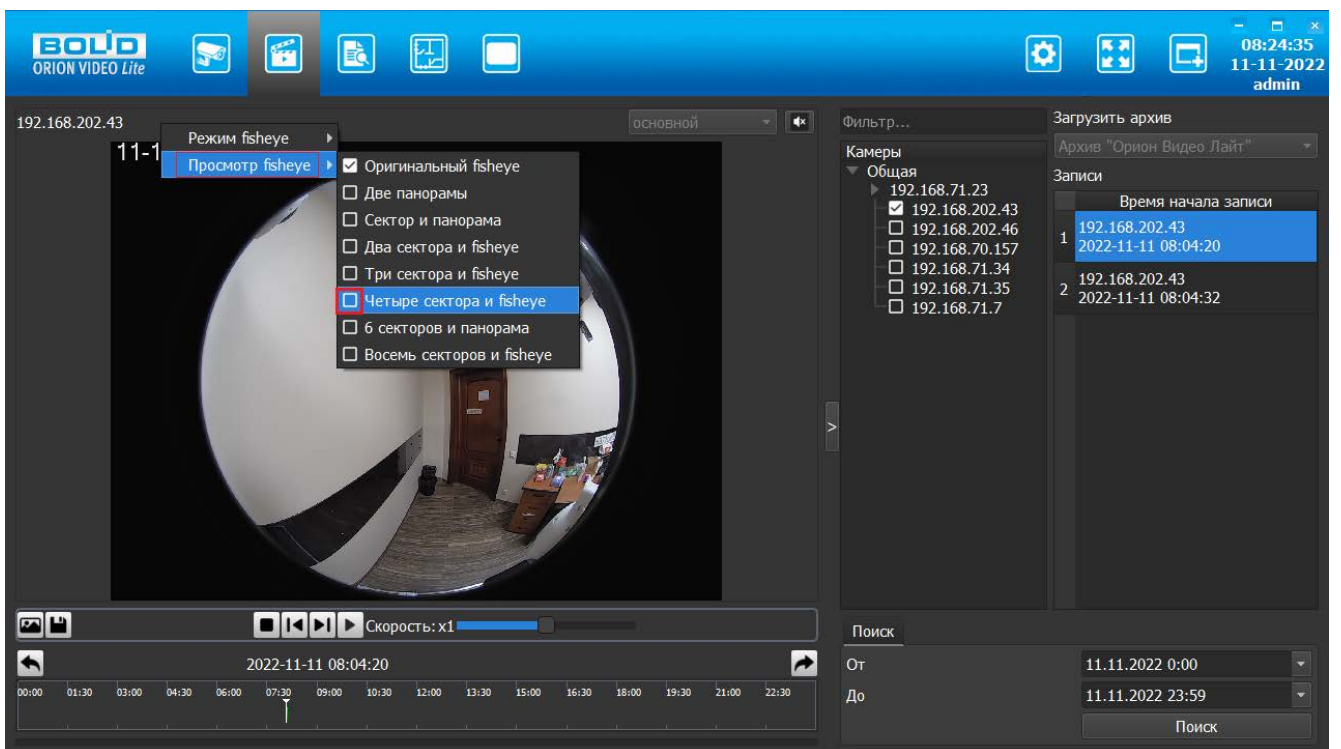 BOLID
ORION VIDEO Lite
08:24:35
11-11-2022
admin
192.168.202.43
основной
11-1
Режим fisheye
Просмотр fisheye
Оригинальный fisheye
Две панорамы
Сектор и панорама
Два сектора и fisheye
Три сектора и fisheye
Четыре сектора и fisheye
6 секторов и панорама
Восемь секторов и fisheye
Скорость: x1
2022-11-11 08:04:20
00:00 01:30 03:00 04:30 06:00 07:30 09:00 10:30 12:00 13:30 15:00 16:30 18:00 19:30 21:00 22:30
>
Фильтр...
Камеры
Общая
192.168.71.23
192.168.202.43
192.168.202.46
192.168.70.157
192.168.71.34
192.168.71.35
192.168.71.7
Загрузить архив
Архив "Орион Видео Лайт"
Записи
Время начала записи
1 192.168.202.43
2022-11-11 08:04:20
2 192.168.202.43
2022-11-11 08:04:32
Поиск
От 11.11.2022 0:00
До 11.11.2022 23:59
Поиск